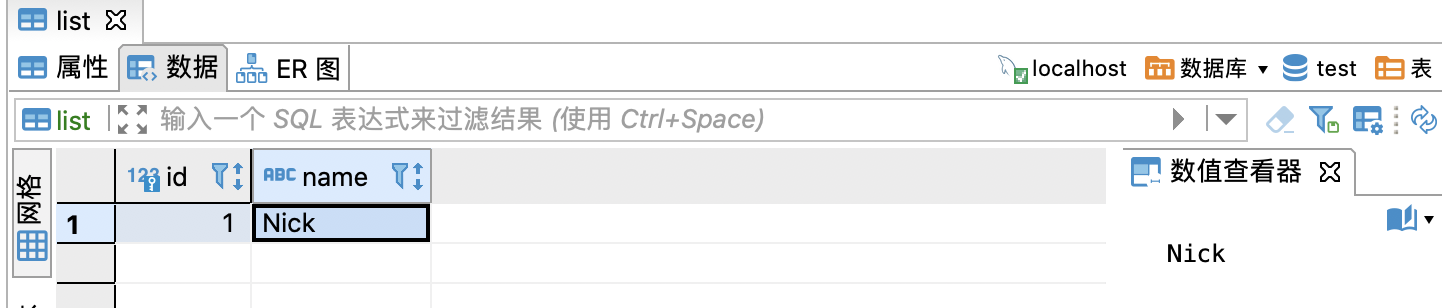 list
属性 数据 ER 图 localhost 数据库 test 表
list 输入一个 SQL 表达式来过滤结果 (使用 Ctrl+Space)
网格
123 id ABC name
数值查看器
1 1 Nick
Nick